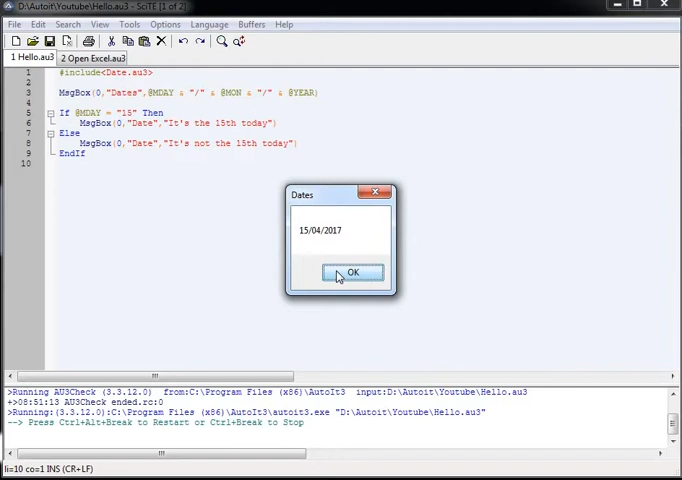 D:\Autoit\Youtube\Hello.au3 - SciTE [1 of 2]
File Edit Search View Tools Options Language Buffers Help
1 Hello.au3 2 Open Excel.au3
1 #include<Date.au3>
2
3 MsgBox(0,"Dates",@MDAY & "/" & @MON & "/" & @YEAR)
4
5 If @MDAY = "15" Then
6 MsgBox(0,"Date","It's the 15th today")
7 Else
8 MsgBox(0,"Date","It's not the 15th today")
9 EndIf
10
Dates
15/04/2017
OK
>Running AU3Check (3.3.12.0) from:C:\Program Files (x86)\AutoIt3 input:D:\Autoit\Youtube\Hello.au3
+>08:51:13 AU3Check ended.rc:0
>Running:(3.3.12.0):C:\Program Files (x86)\AutoIt3\autoit3.exe "D:\Autoit\Youtube\Hello.au3"
--> Press Ctrl+Alt+Break to Restart or Ctrl+Break to Stop
li=10 co=1 INS (CR+LF)